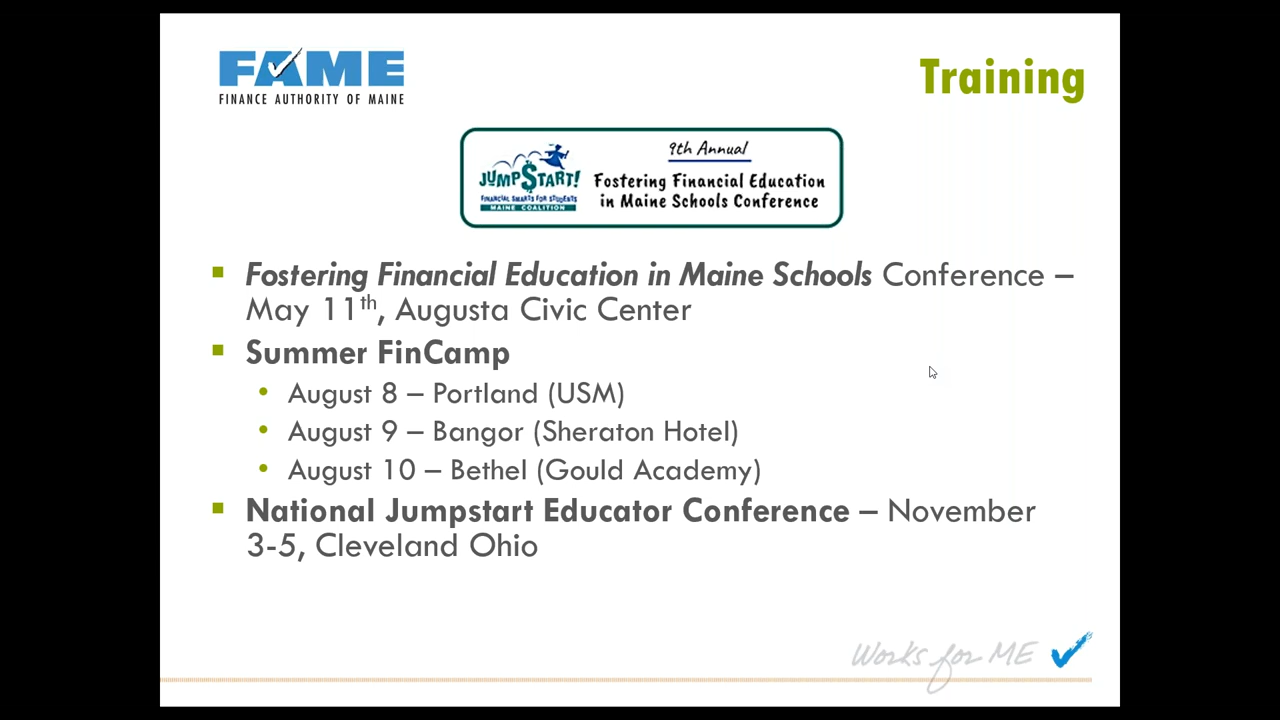 FAME
FINANCE AUTHORITY OF MAINE
Training
9th Annual
JUMP$TART!
FINANCIAL SMARTS FOR STUDENTS
MAINE COALITION
Fostering Financial Education
in Maine Schools Conference
▪ Fostering Financial Education in Maine Schools Conference –
May 11th, Augusta Civic Center
▪ Summer FinCamp
• August 8 – Portland (USM)
• August 9 – Bangor (Sheraton Hotel)
• August 10 – Bethel (Gould Academy)
▪ National Jumpstart Educator Conference – November
3-5, Cleveland Ohio
Works for ME